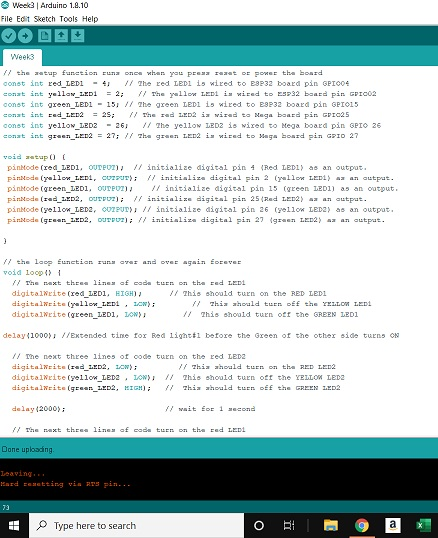 Week3 | Arduino 1.8.10
File Edit Sketch Tools Help
Week3
// the setup function runs once when you press reset or power the board
const int red_LED1 = 4; // The red LED1 is wired to ESP32 board pin GPIO04
const int yellow_LED1 = 2; // The yellow LED1 is wired to ESP32 board pin GPIO02
const int green_LED1 = 15; // The green LED1 is wired to ESP32 board pin GPIO15
const int red_LED2 = 25; // The red LED2 is wired to Mega board pin GPIO25
const int yellow_LED2 = 26; // The yellow LED2 is wired to Mega board pin GPIO 26
const int green_LED2 = 27; // The green LED2 is wired to Mega board pin GPIO 27
void setup() {
pinMode(red_LED1, OUTPUT); // initialize digital pin 4 (Red LED1) as an output.
pinMode(yellow_LED1, OUTPUT); // initialize digital pin 2 (yellow LED1) as an output.
pinMode(green_LED1, OUTPUT); // initialize digital pin 15 (green LED1) as an output.
pinMode(red_LED2, OUTPUT); // initialize digital pin 25(Red LED2) as an output.
pinMode(yellow_LED2, OUTPUT); // initialize digital pin 26 (yellow LED2) as an output.
pinMode(green_LED2, OUTPUT); // initialize digital pin 27 (green LED2) as an output.
}
// the loop function runs over and over again forever
void loop() {
// The next three lines of code turn on the red LED1
digitalWrite(red_LED1, HIGH); // This should turn on the RED LED1
digitalWrite(yellow_LED1 , LOW); // This should turn off the YELLOW LED1
digitalWrite(green_LED1, LOW); // This should turn off the GREEN LED1
delay(1000); //Extended time for Red light#1 before the Green of the other side turns ON
// The next three lines of code turn on the red LED2
digitalWrite(red_LED2, LOW); // This should turn on the RED LED2
digitalWrite(yellow_LED2 , LOW); // This should turn off the YELLOW LED2
digitalWrite(green_LED2, HIGH); // This should turn off the GREEN LED2
delay(2000); // wait for 1 second
// The next three lines of code turn on the red LED1
Done uploading.
Leaving...
Hard resetting via RTS pin...
73
Type here to search
a